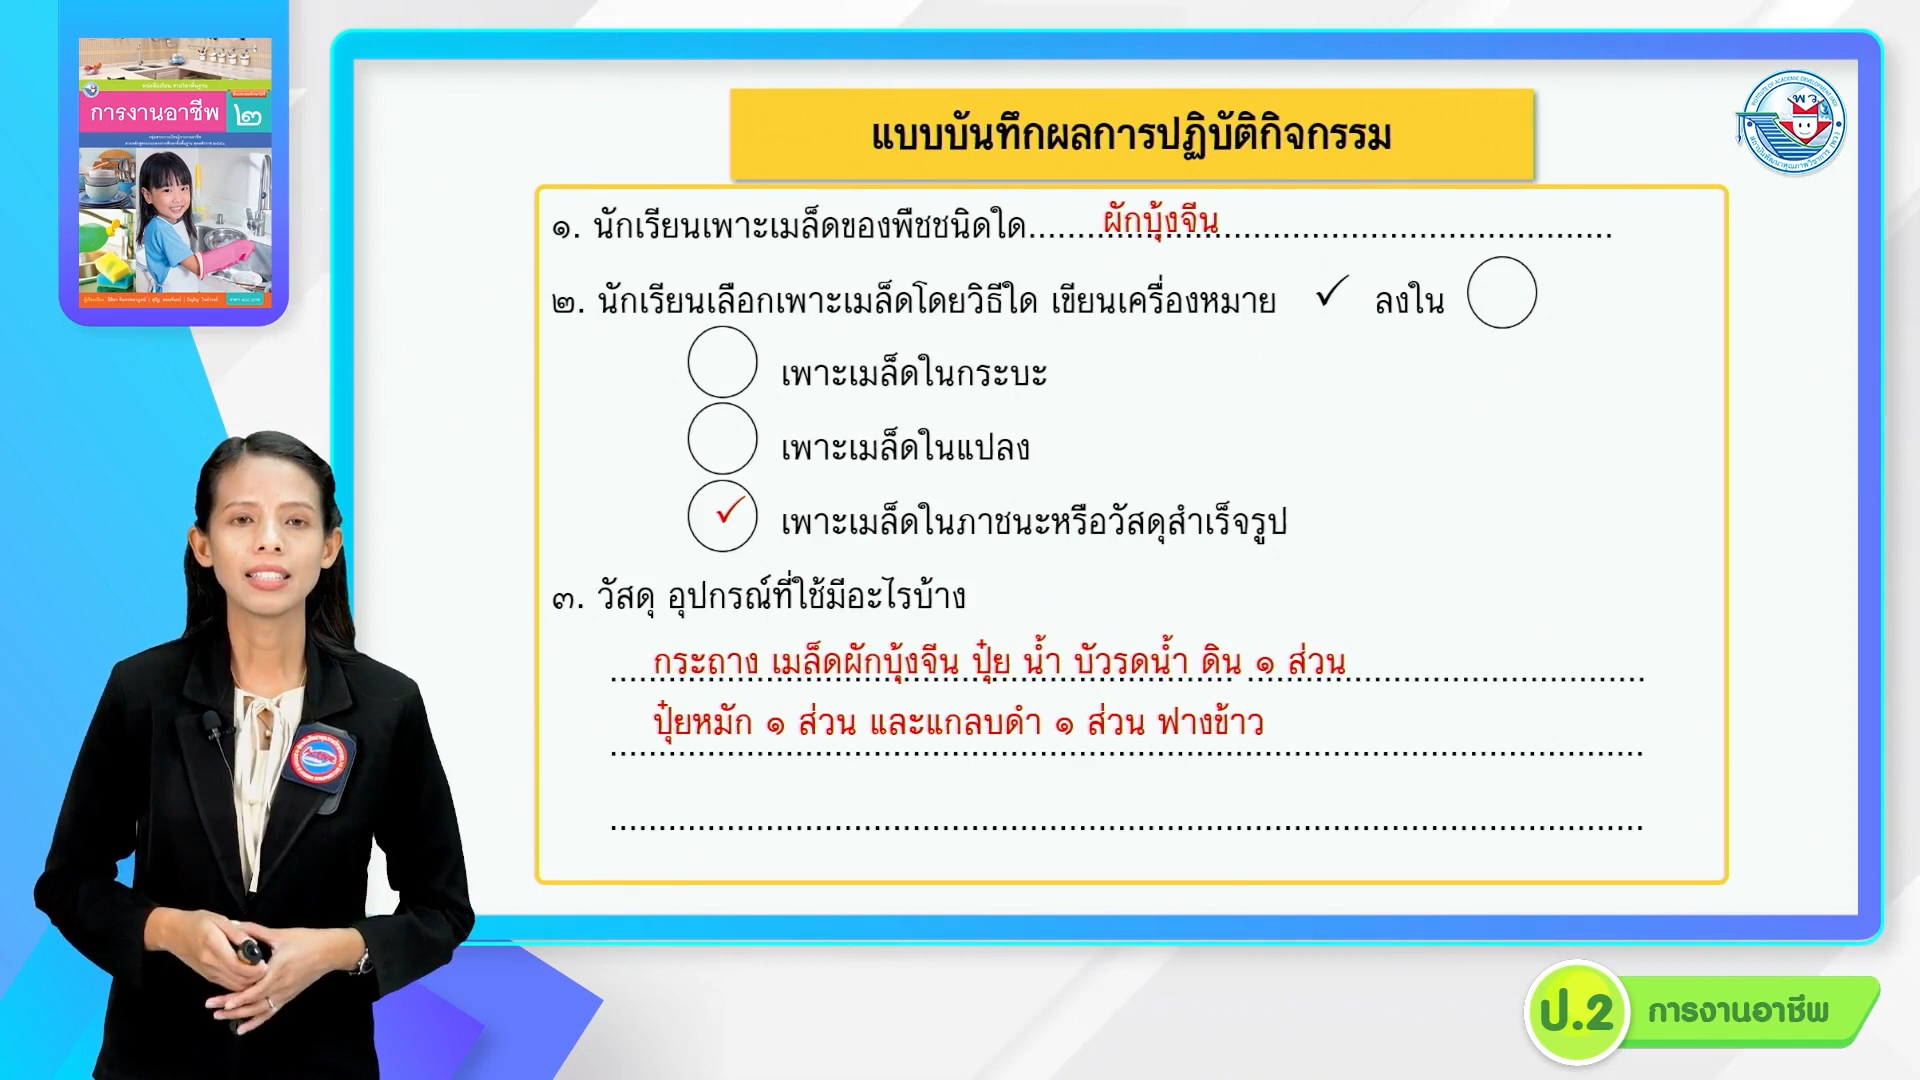 การงานอาชีพ ๒
แบบบันทึกผลการปฏิบัติกิจกรรม
๑. นักเรียนเพาะเมล็ดของพืชชนิดใด........ผักบุ้งจีน........
๒. นักเรียนเลือกเพาะเมล็ดโดยวิธีใด เขียนเครื่องหมาย ✓ ลงใน
เพาะเมล็ดในกระบะ
เพาะเมล็ดในแปลง
✓ เพาะเมล็ดในภาชนะหรือวัสดุสำเร็จรูป
๓. วัสดุ อุปกรณ์ที่ใช้มีอะไรบ้าง
กระถาง เมล็ดผักบุ้งจีน ปุ๋ย น้ำ บัวรดน้ำ ดิน ๑ ส่วน
ปุ๋ยหมัก ๑ ส่วน และแกลบดำ ๑ ส่วน ฟางข้าว
พว
ป.2 การงานอาชีพ